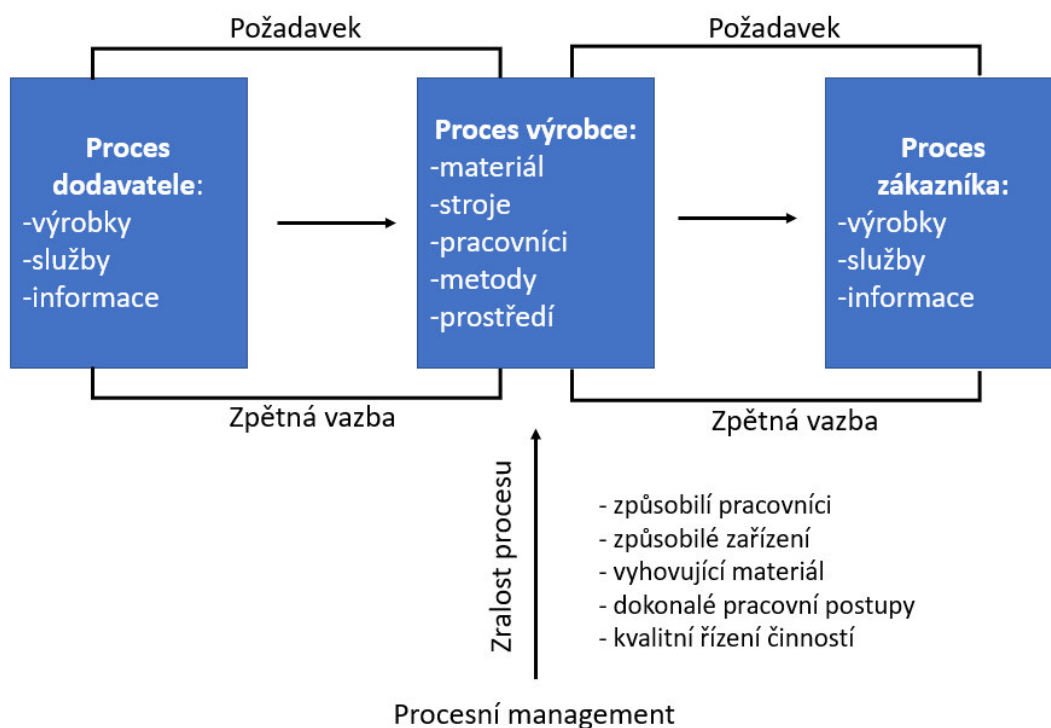 Požadavek
Požadavek
Proces
dodavatele:
-výrobky
-služby
-informace
Proces výrobce:
-materiál
-stroje
-pracovníci
-metody
-prostředí
Proces
zákazníka:
-výrobky
-služby
-informace
Zpětná vazba
Zpětná vazba
Zralost procesu
- způsobilí pracovníci
- způsobilé zařízení
- vyhovující materiál
- dokonalé pracovní postupy
- kvalitní řízení činností
Procesní management